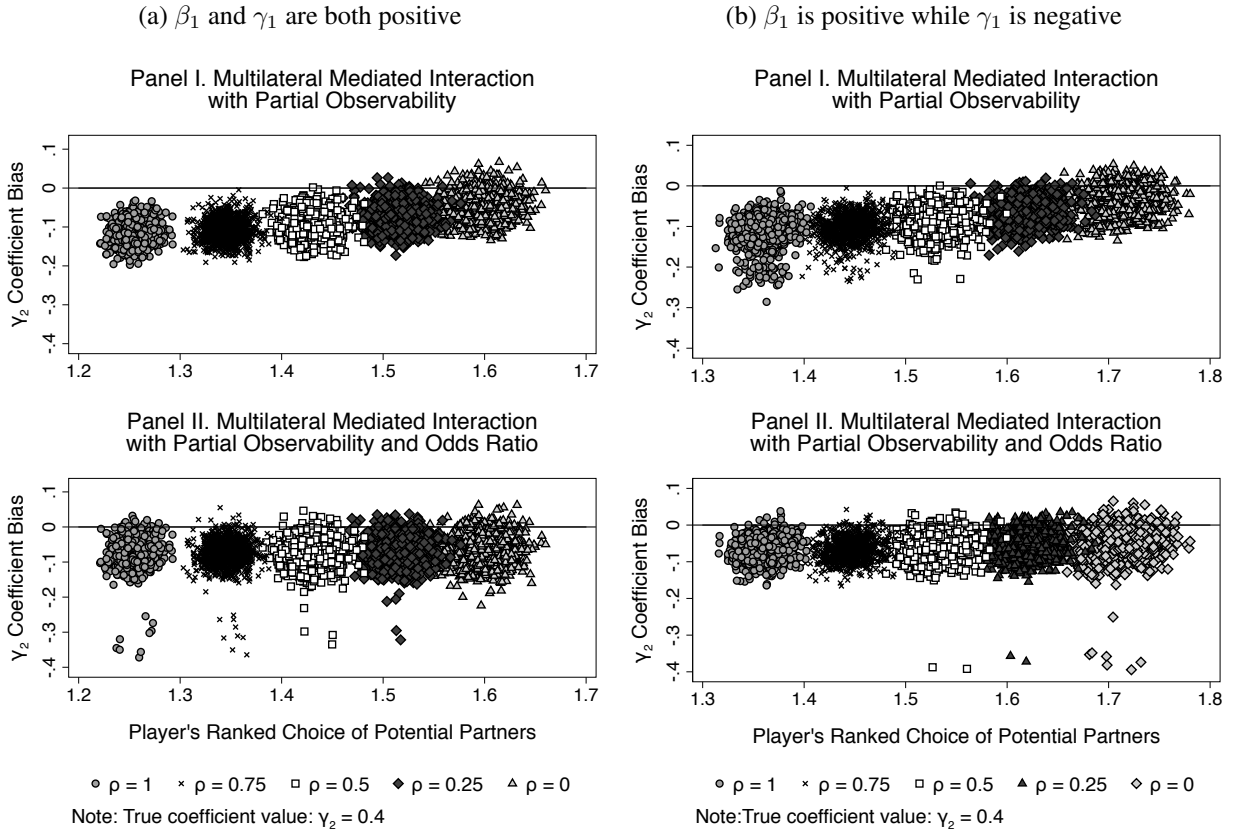 (a) β₁ and γ₁ are both positive
Panel I. Multilateral Mediated Interaction
with Partial Observability
γ₂ Coefficient Bias
.1
0
-.1
-.2
-.3
-.4
1.2 1.3 1.4 1.5 1.6 1.7
Panel II. Multilateral Mediated Interaction
with Partial Observability and Odds Ratio
γ₂ Coefficient Bias
.1
0
-.1
-.2
-.3
-.4
1.2 1.3 1.4 1.5 1.6 1.7
Player's Ranked Choice of Potential Partners
ρ = 1 ρ = 0.75 ρ = 0.5 ρ = 0.25 ρ = 0
Note: True coefficient value: γ₂ = 0.4
(b) β₁ is positive while γ₁ is negative
Panel I. Multilateral Mediated Interaction
with Partial Observability
γ₂ Coefficient Bias
.1
0
-.1
-.2
-.3
-.4
1.3 1.4 1.5 1.6 1.7 1.8
Panel II. Multilateral Mediated Interaction
with Partial Observability and Odds Ratio
γ₂ Coefficient Bias
.1
0
-.1
-.2
-.3
-.4
1.3 1.4 1.5 1.6 1.7 1.8
Player's Ranked Choice of Potential Partners
ρ = 1 ρ = 0.75 ρ = 0.5 ρ = 0.25 ρ = 0
Note:True coefficient value: γ₂ = 0.4